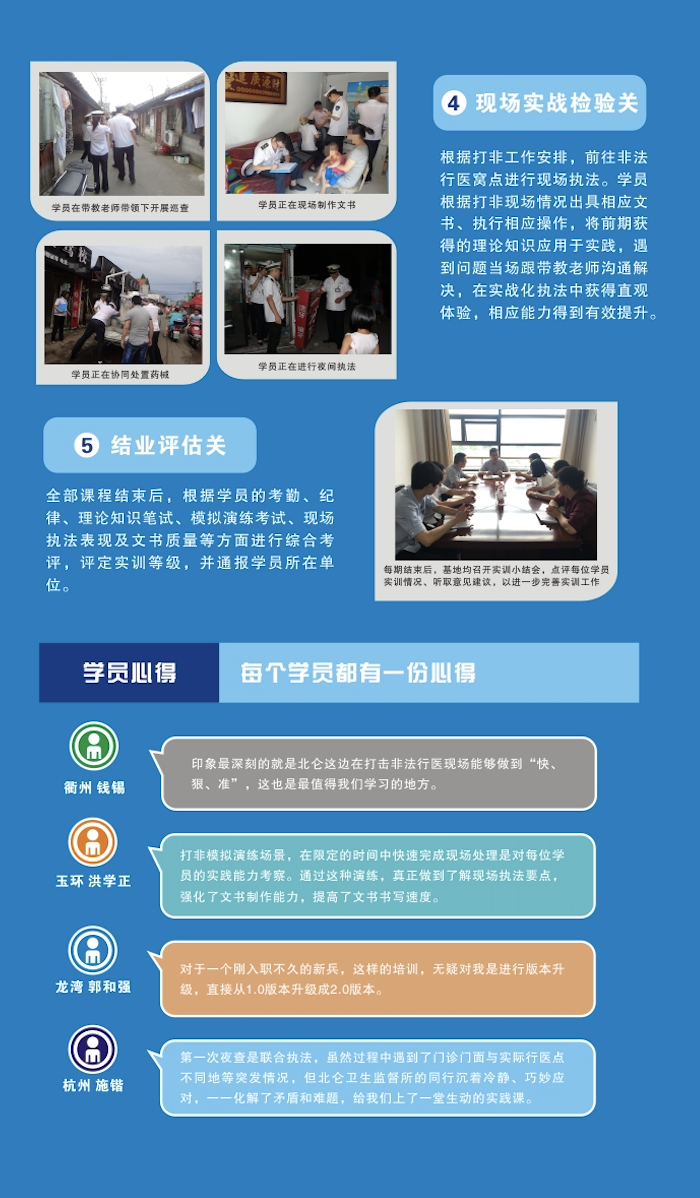 学员在带教老师带领下开展巡查
学员正在现场制作文书
学员正在协同处置药械
学员正在进行夜间执法
4 现场实战检验关
根据打非工作安排，前往非法
行医窝点进行现场执法。学员
根据打非现场情况出具相应文
书、执行相应操作，将前期获
得的理论知识应用于实践，遇
到问题当场跟带教老师沟通解
决，在实战化执法中获得直观
体验，相应能力得到有效提升。
5 结业评估关
全部课程结束后，根据学员的考勤、纪
律、理论知识笔试、模拟演练考试、现场
执法表现及文书质量等方面进行综合考
评，评定实训等级，并通报学员所在单
位。
每期结束后，基地均召开实训小结会，点评每位学员
实训情况、听取意见建议，以进一步完善实训工作
学员心得 每个学员都有一份心得
衢州 钱锡
印象最深刻的就是北仑这边在打击非法行医现场能够做到“快、
狠、准”，这也是最值得我们学习的地方。
玉环 洪学正
打非模拟演练场景，在限定的时间中快速完成现场处理是对每位学
员的实践能力考察。通过这种演练，真正做到了解现场执法要点，
强化了文书制作能力，提高了文书书写速度。
龙湾 郭和强
对于一个刚入职不久的新兵，这样的培训，无疑对我是进行版本升
级，直接从1.0版本升级成2.0版本。
杭州 施锴
第一次夜查是联合执法，虽然过程中遇到了门诊门面与实际行医点
不同地等突发情况，但北仑卫生监督所的同行沉着冷静、巧妙应
对，一一化解了矛盾和难题，给我们上了一堂生动的实践课。